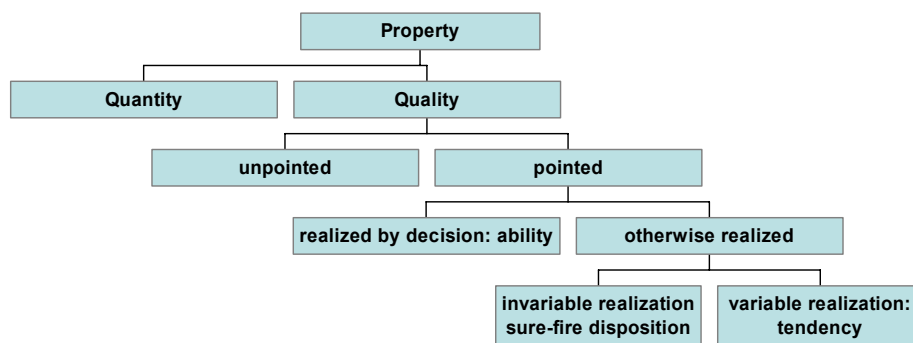 Property
Quantity
Quality
unpointed
pointed
realized by decision: ability
otherwise realized
invariable realization
sure-fire disposition
variable realization:
tendency